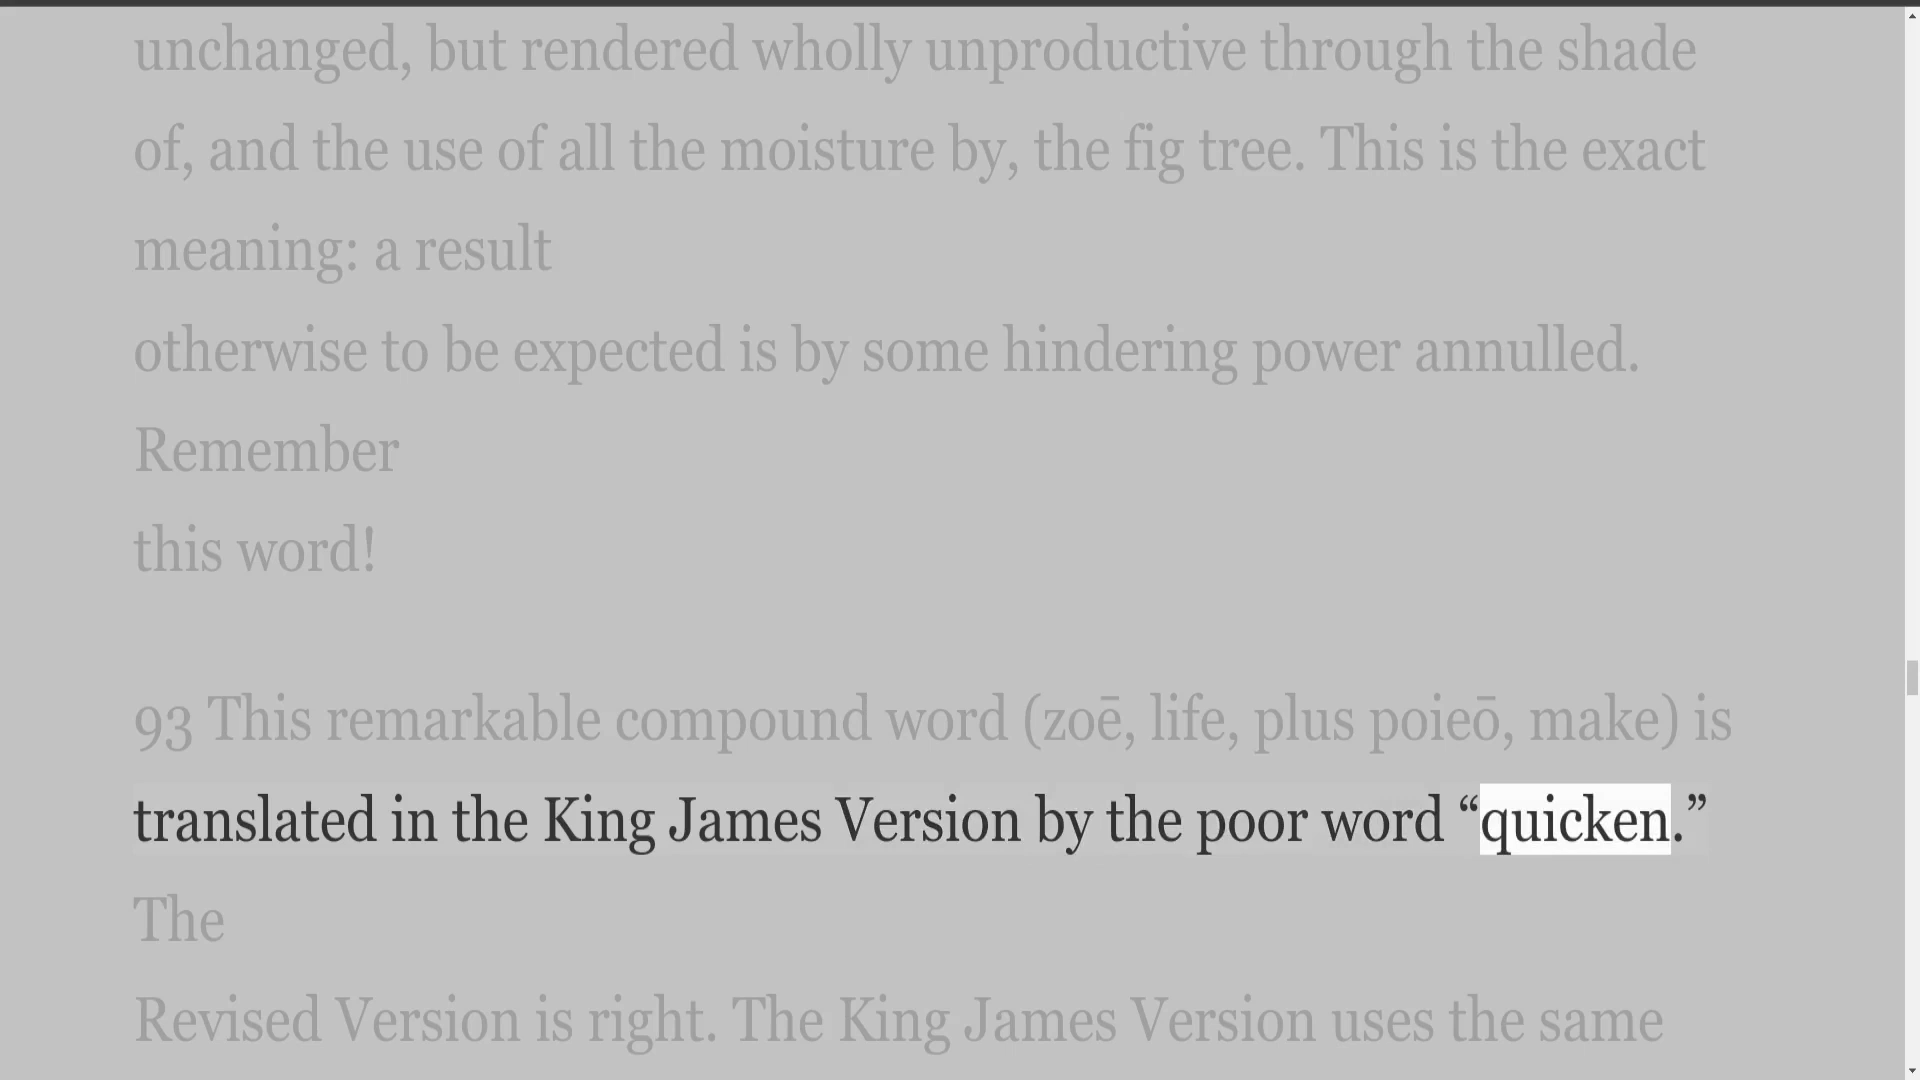 unchanged, but rendered wholly unproductive through the shade
of, and the use of all the moisture by, the fig tree. This is the exact
meaning: a result
otherwise to be expected is by some hindering power annulled.
Remember
this word!
93 This remarkable compound word (zoē, life, plus poieō, make) is
translated in the King James Version by the poor word “quicken.”
The
Revised Version is right. The King James Version uses the same